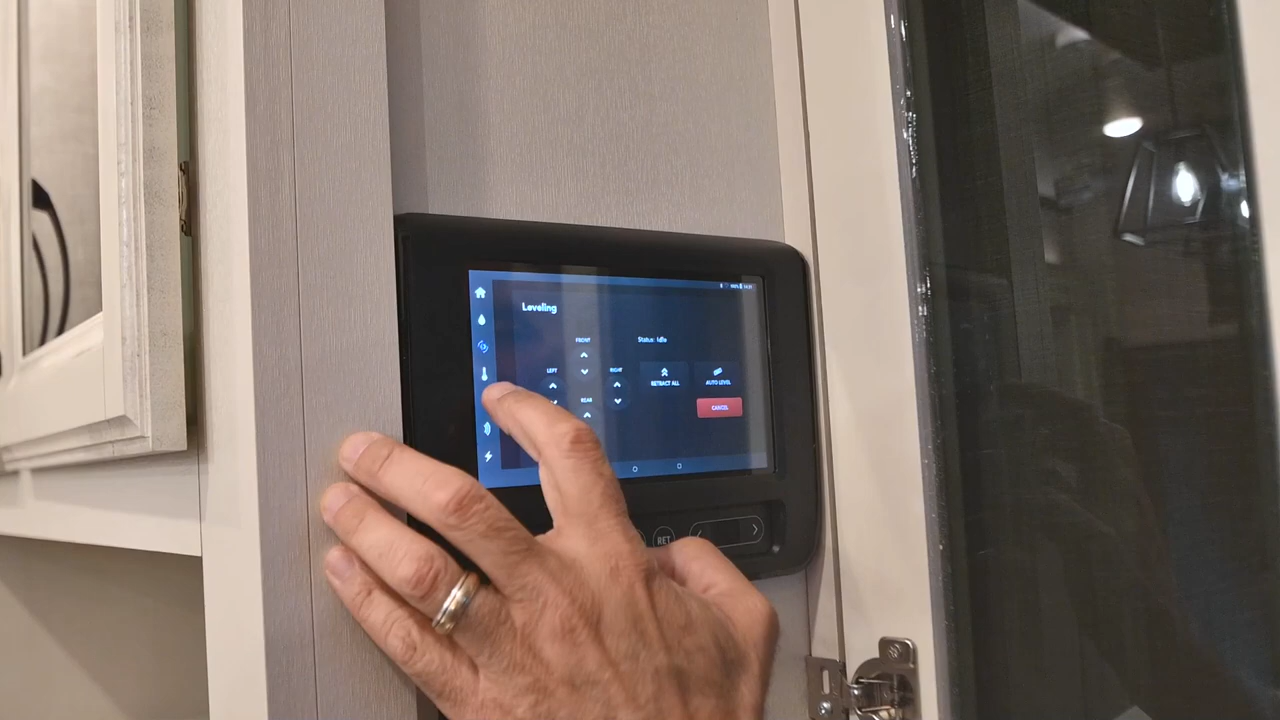 Leveling
FRONT
Status: Idle
LEFT
RIGHT
RETRACT ALL
AUTO LEVEL
REAR
CANCEL
RET